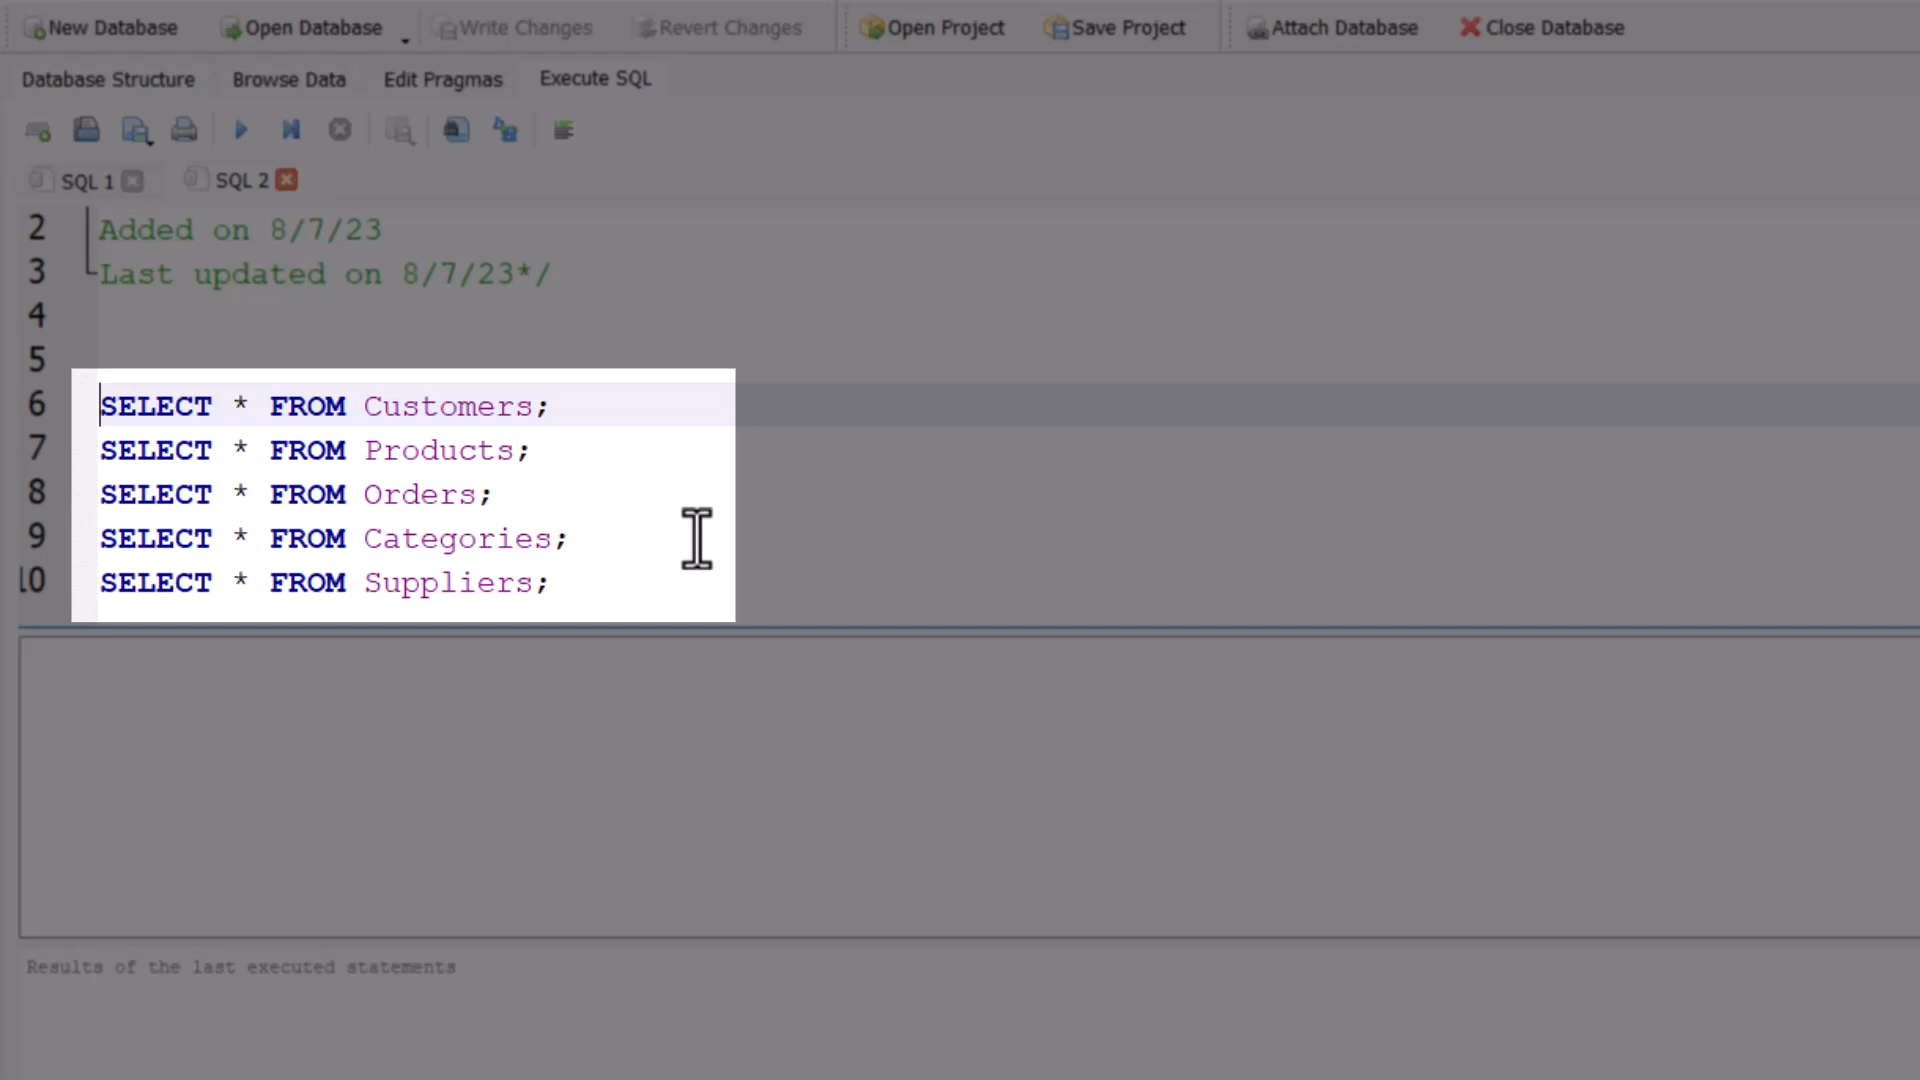 New Database Open Database Write Changes Revert Changes Open Project Save Project Attach Database Close Database
Database Structure Browse Data Edit Pragmas Execute SQL
SQL 1 SQL 2
2 Added on 8/7/23
3 Last updated on 8/7/23*/
4
5
6 SELECT * FROM Customers;
7 SELECT * FROM Products;
8 SELECT * FROM Orders;
9 SELECT * FROM Categories;
10 SELECT * FROM Suppliers;
Results of the last executed statements